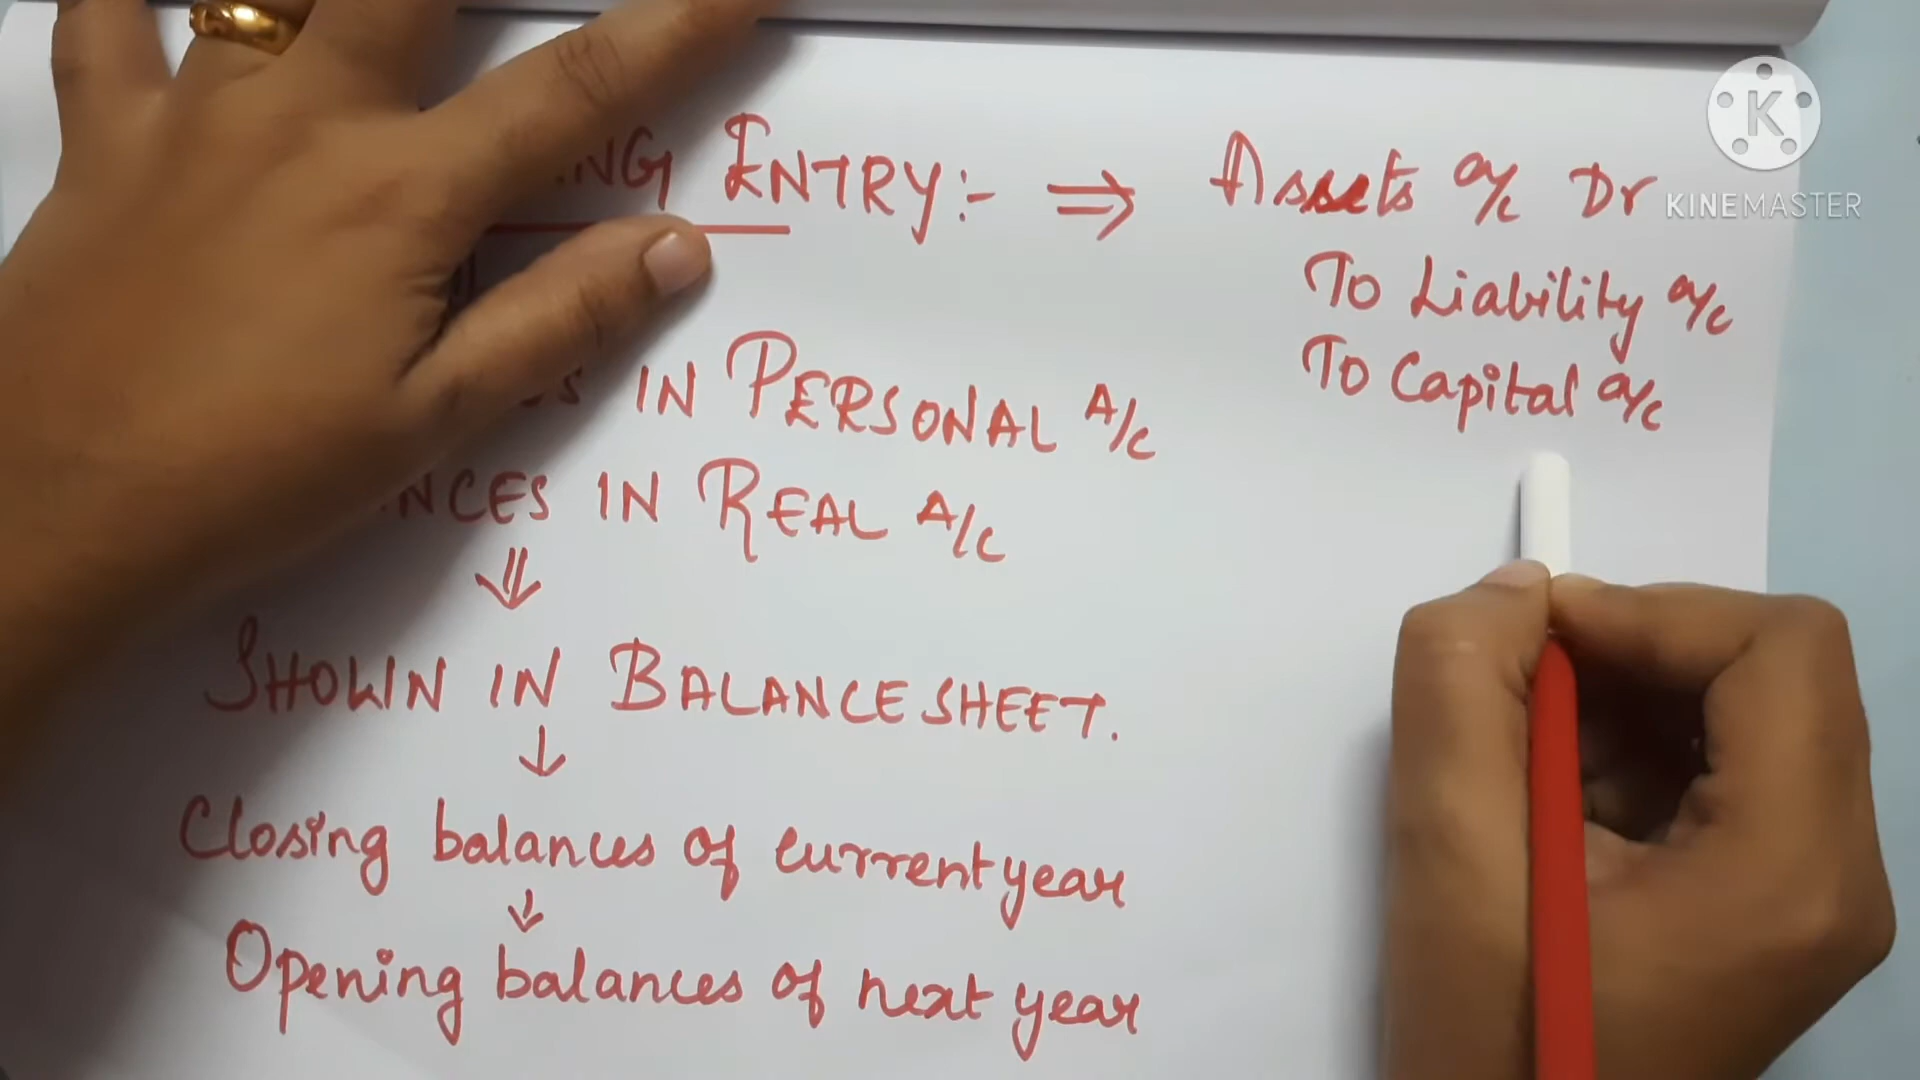 ENTRY:- ⇒ Assets a/c Dr
To Liability a/c
To Capital a/c
IN PERSONAL A/c
IN REAL A/c
⇓
SHOWN IN BALANCE SHEET.
↓
Closing balances of current year
↓
Opening balances of next year
K
KINEMASTER